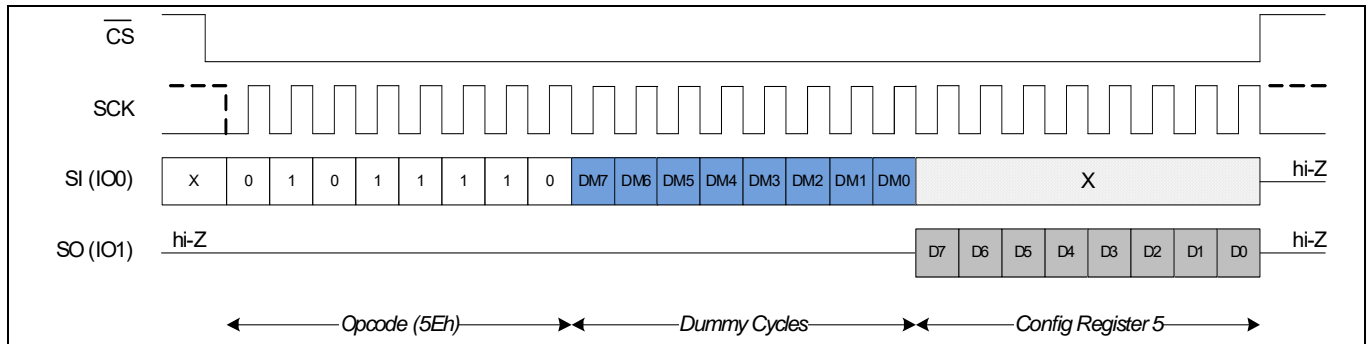 CS
SCK
SI (IO0) X 0 1 0 1 1 1 1 0 DM7 DM6 DM5 DM4 DM3 DM2 DM1 DM0 X hi-Z
SO (IO1) hi-Z D7 D6 D5 D4 D3 D2 D1 D0 hi-Z
Opcode (5Eh) Dummy Cycles Config Register 5